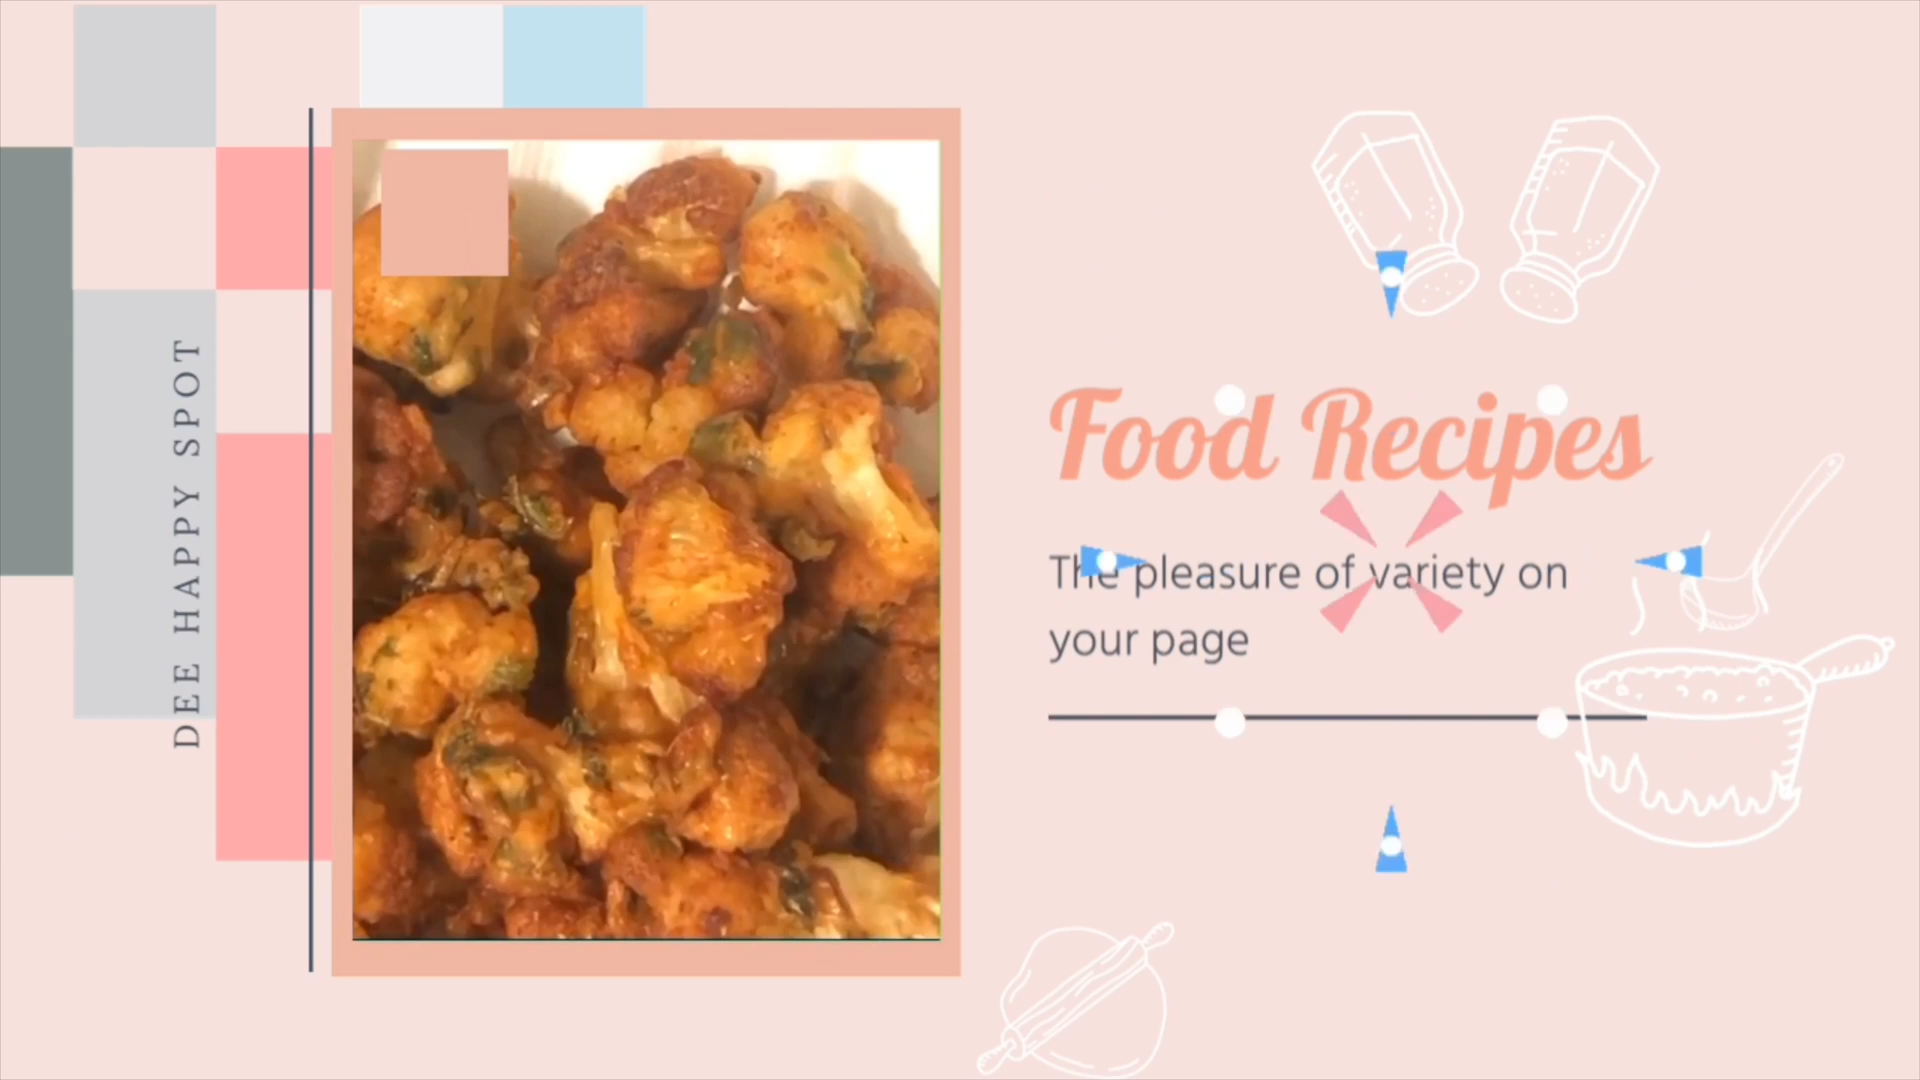 DEE HAPPY SPOT
Food Recipes
The pleasure of variety on
your page